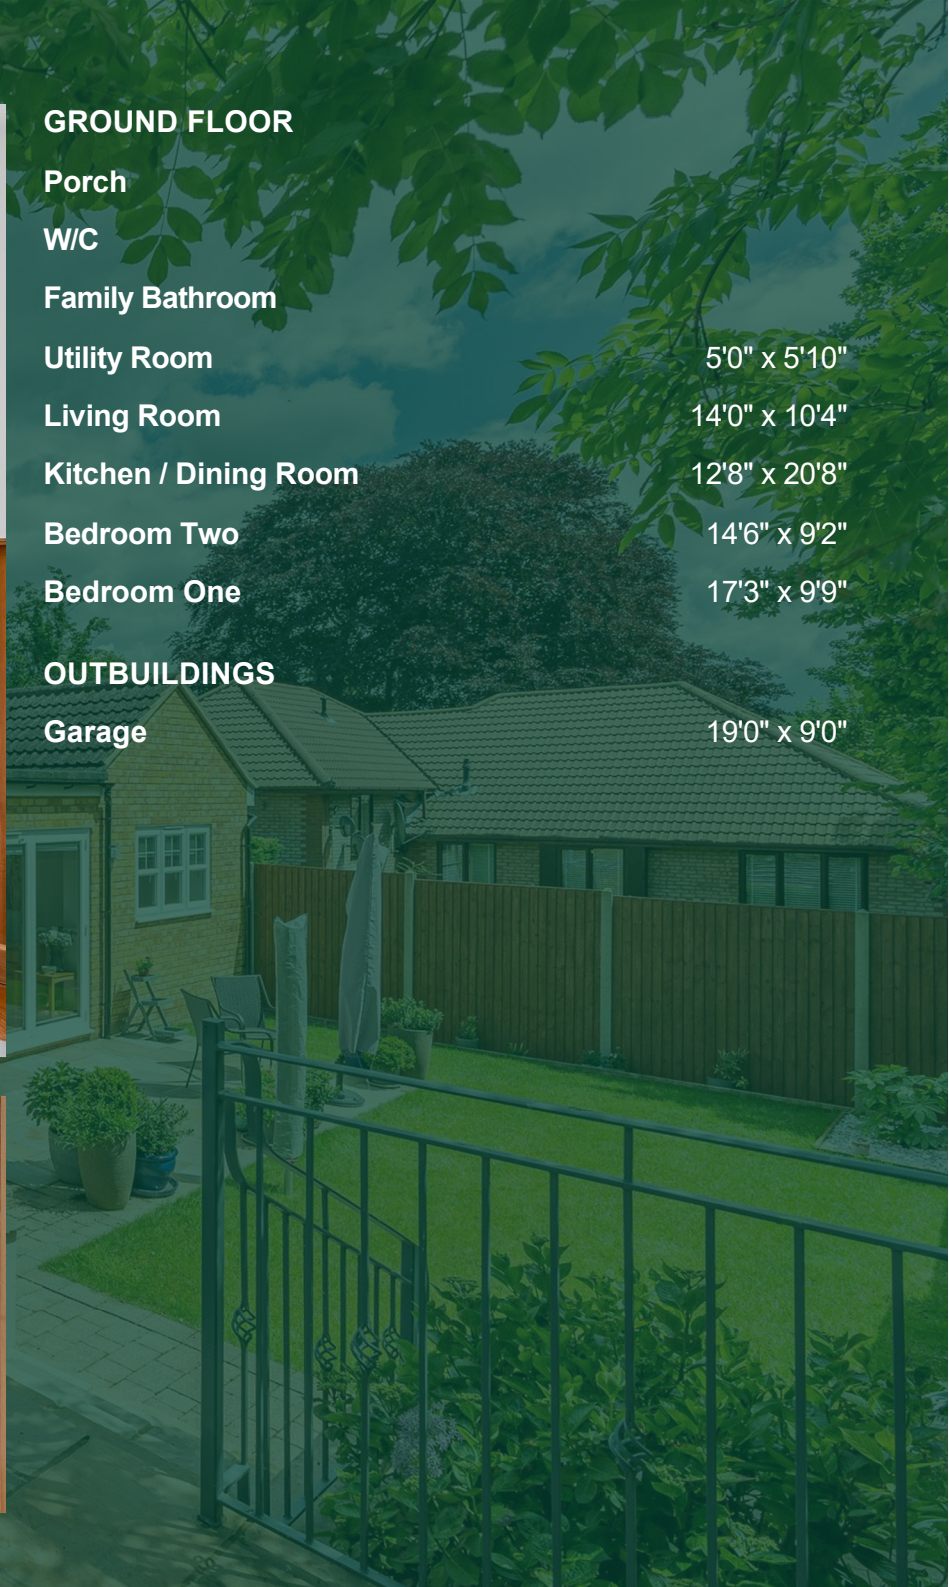 GROUND FLOOR
Porch
W/C
Family Bathroom
Utility Room 5'0" x 5'10"
Living Room 14'0" x 10'4"
Kitchen / Dining Room 12'8" x 20'8"
Bedroom Two 14'6" x 9'2"
Bedroom One 17'3" x 9'9"
OUTBUILDINGS
Garage 19'0" x 9'0"